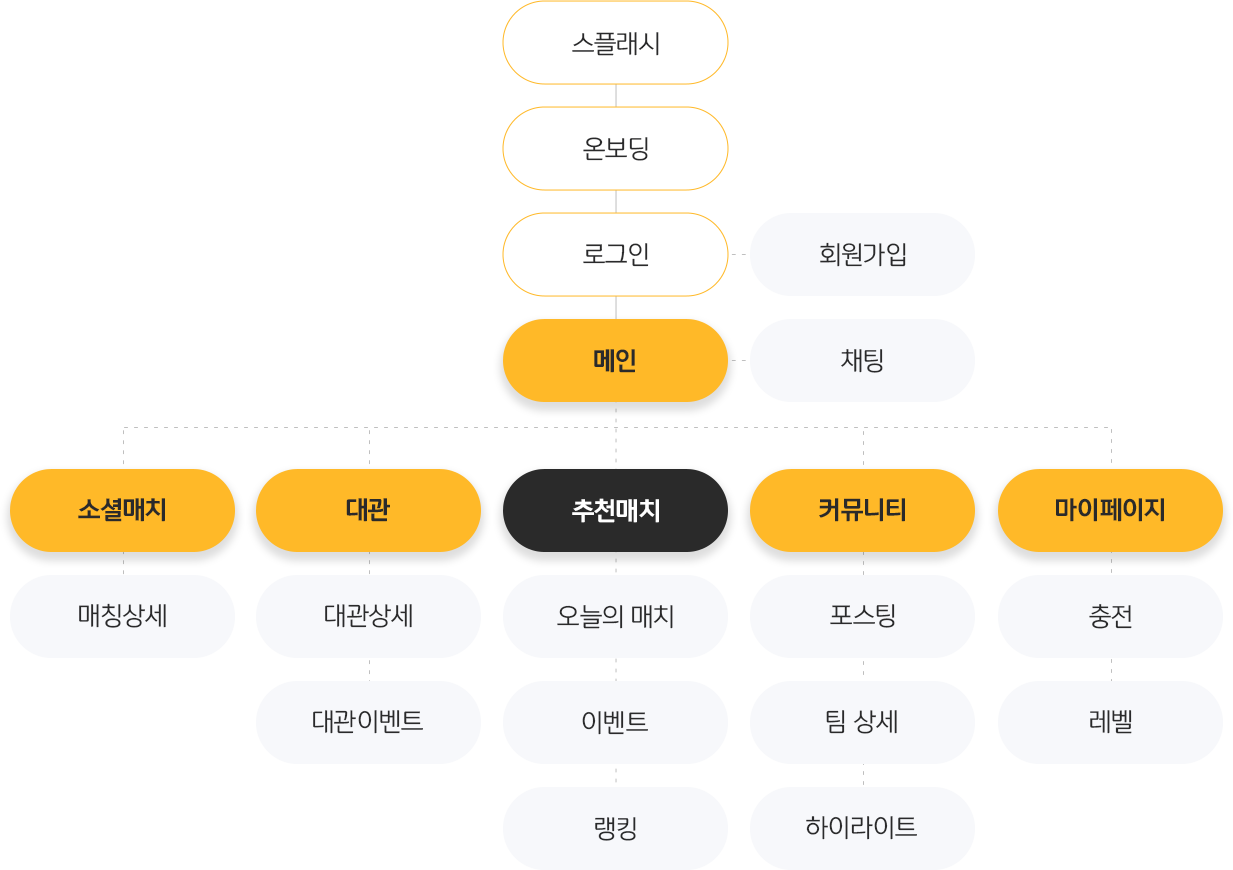 스플래시
온보딩
로그인
회원가입
메인
채팅
소셜매치
대관
추천매치
커뮤니티
마이페이지
매칭상세
대관상세
오늘의 매치
포스팅
충전
대관이벤트
이벤트
팀 상세
레벨
랭킹
하이라이트